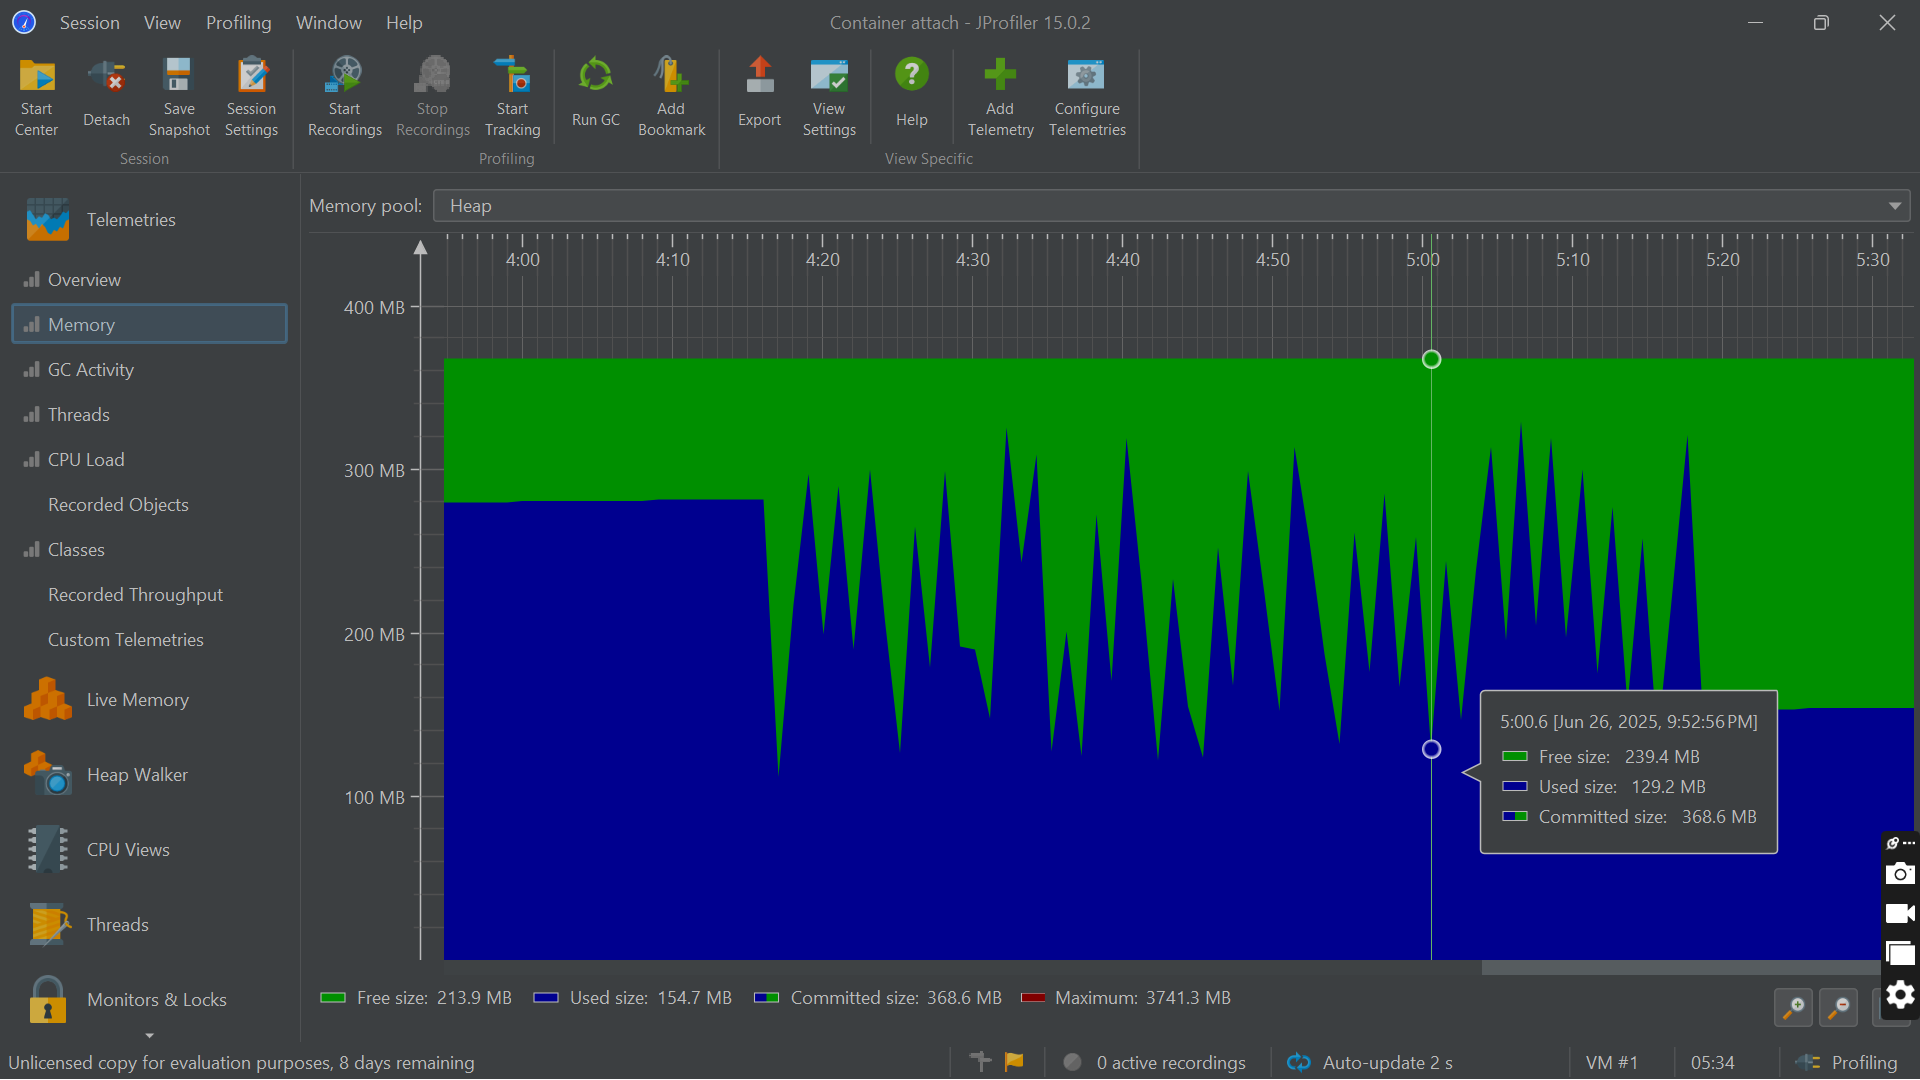 Session View Profiling Window Help
Container attach - JProfiler 15.0.2
Start Center
Detach
Save Snapshot
Session Settings
Start Recordings
Stop Recordings
Start Tracking
Run GC
Add Bookmark
Export
View Settings
Help
Add Telemetry
Configure Telemetries
Session
Profiling
View Specific
Telemetries
Overview
Memory
GC Activity
Threads
CPU Load
Recorded Objects
Classes
Recorded Throughput
Custom Telemetries
Live Memory
Heap Walker
CPU Views
Threads
Monitors & Locks
Memory pool: Heap
4:00 4:10 4:20 4:30 4:40 4:50 5:00 5:10 5:20 5:30
400 MB
300 MB
200 MB
100 MB
5:00.6 [Jun 26, 2025, 9:52:56 PM]
Free size: 239.4 MB
Used size: 129.2 MB
Committed size: 368.6 MB
Free size: 213.9 MB Used size: 154.7 MB Committed size: 368.6 MB Maximum: 3741.3 MB
Unlicensed copy for evaluation purposes, 8 days remaining
0 active recordings
Auto-update 2 s
VM #1
05:34
Profiling